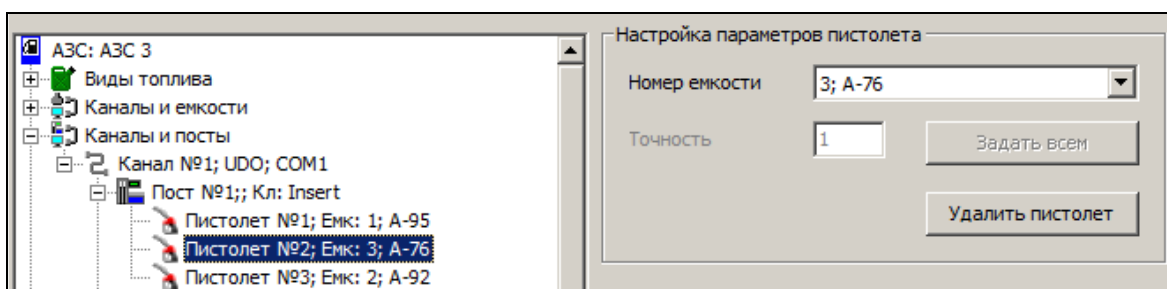 АЗС: АЗС 3
Виды топлива
Каналы и емкости
Каналы и посты
Канал №1; UDO; COM1
Пост №1;; Кл: Insert
Пистолет №1; Емк: 1; А-95
Пистолет №2; Емк: 3; А-76
Пистолет №3; Емк: 2; А-92
Настройка параметров пистолета
Номер емкости 3; А-76
Точность 1 Задать всем
Удалить пистолет